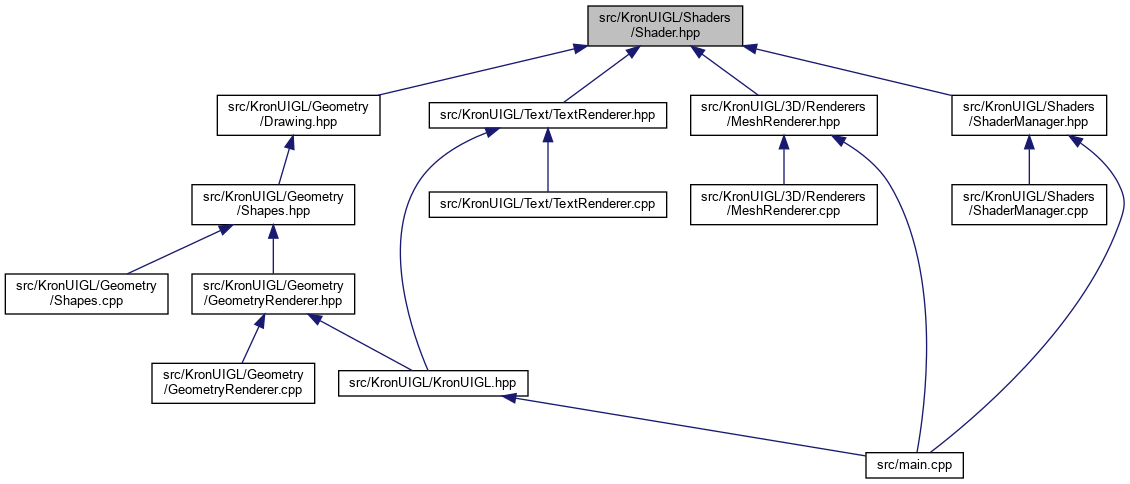 src/KronUIGL/Shaders
/Shader.hpp
src/KronUIGL/Geometry
/Drawing.hpp
src/KronUIGL/Text/TextRenderer.hpp
src/KronUIGL/3D/Renderers
/MeshRenderer.hpp
src/KronUIGL/Shaders
/ShaderManager.hpp
src/KronUIGL/Geometry
/Shapes.hpp
src/KronUIGL/Text/TextRenderer.cpp
src/KronUIGL/3D/Renderers
/MeshRenderer.cpp
src/KronUIGL/Shaders
/ShaderManager.cpp
src/KronUIGL/Geometry
/Shapes.cpp
src/KronUIGL/Geometry
/GeometryRenderer.hpp
src/KronUIGL/Geometry
/GeometryRenderer.cpp
src/KronUIGL/KronUIGL.hpp
src/main.cpp